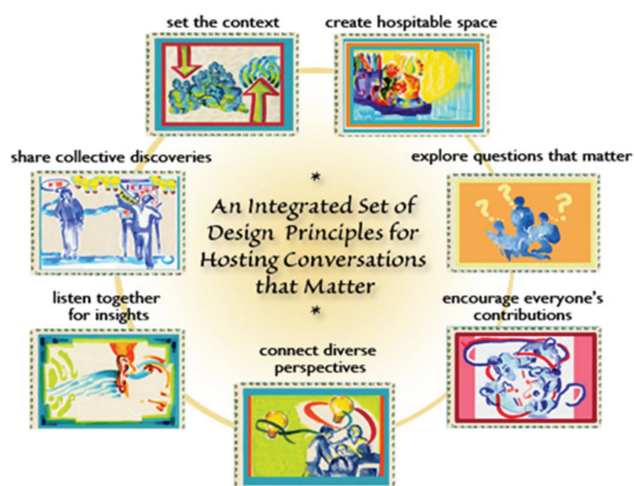 set the context
create hospitable space
share collective discoveries
explore questions that matter
*
An Integrated Set of
Design Principles for
Hosting Conversations
that Matter
*
listen together
for insights
encourage everyone's
contributions
connect diverse
perspectives
? ? ?